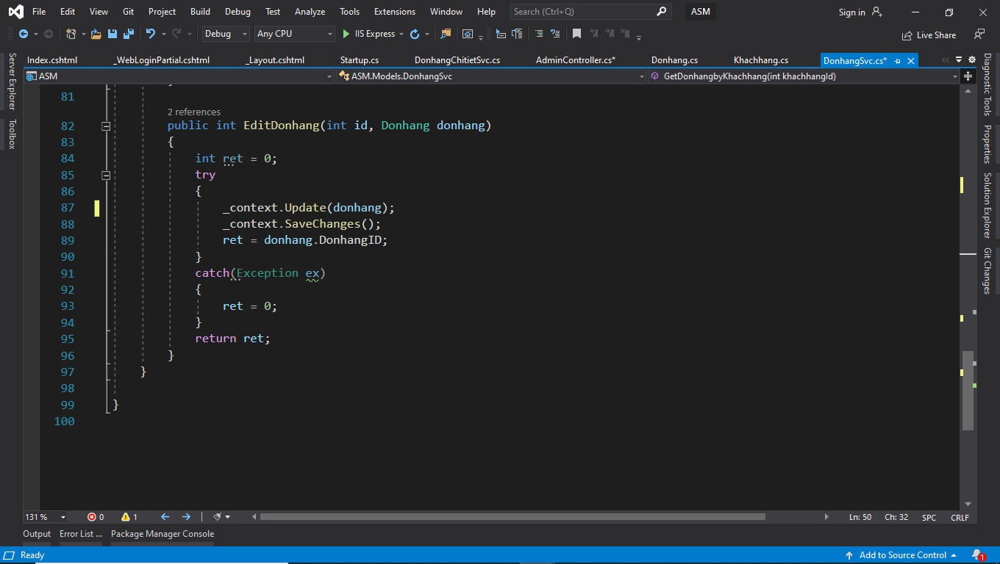 File Edit View Git Project Build Debug Test Analyze Tools Extensions Window Help Search (Ctrl+Q) ASM Sign in
Debug Any CPU IIS Express Live Share
Index.cshtml _WebLoginPartial.cshtml _Layout.cshtml Startup.cs DonhangChitietSvc.cs AdminController.cs* Donhang.cs Khachhang.cs DonhangSvc.cs*
ASM ASM.Models.DonhangSvc GetDonhangbyKhachhang(int khachhangId)
Server Explorer
Toolbox
81
2 references
82 public int EditDonhang(int id, Donhang donhang)
83 {
84 int ret = 0;
85 try
86 {
87 _context.Update(donhang);
88 _context.SaveChanges();
89 ret = donhang.DonhangID;
90 }
91 catch(Exception ex)
92 {
93 ret = 0;
94 }
95 return ret;
96 }
97 }
98
99 }
100
Diagnostic Tools
Properties
Solution Explorer
Git Changes
131 % 0 1 Ln: 50 Ch: 32 SPC CRLF
Output Error List ... Package Manager Console
Ready Add to Source Control 1